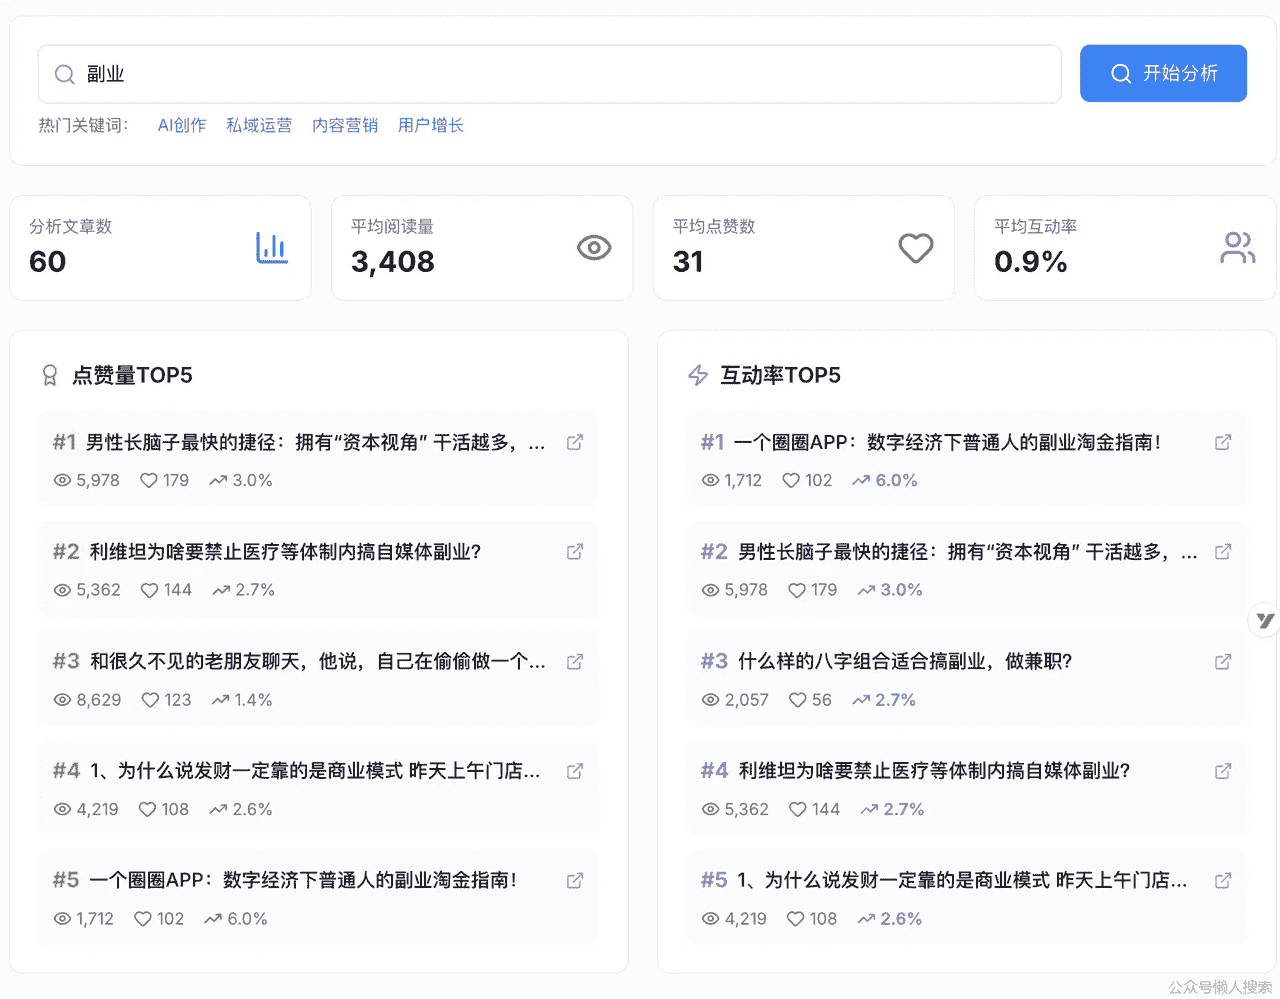 副业
开始分析
热门关键词： AI创作 私域运营 内容营销 用户增长
分析文章数
60
平均阅读量
3,408
平均点赞数
31
平均互动率
0.9%
点赞量TOP5
#1 男性长脑子最快的捷径：拥有“资本视角” 干活越多，...
5,978 179 3.0%
#2 利维坦为啥要禁止医疗等体制内搞自媒体副业?
5,362 144 2.7%
#3 和很久不见的老朋友聊天，他说，自己在偷偷做一个...
8,629 123 1.4%
#4 1、为什么说发财一定靠的是商业模式 昨天上午门店...
4,219 108 2.6%
#5 一个圈圈APP：数字经济下普通人的副业淘金指南！
1,712 102 6.0%
互动率TOP5
#1 一个圈圈APP：数字经济下普通人的副业淘金指南！
1,712 102 6.0%
#2 男性长脑子最快的捷径：拥有“资本视角” 干活越多，...
5,978 179 3.0%
#3 什么样的八字组合适合搞副业，做兼职?
2,057 56 2.7%
#4 利维坦为啥要禁止医疗等体制内搞自媒体副业?
5,362 144 2.7%
#5 1、为什么说发财一定靠的是商业模式 昨天上午门店...
4,219 108 2.6%
公众号懒人搜索